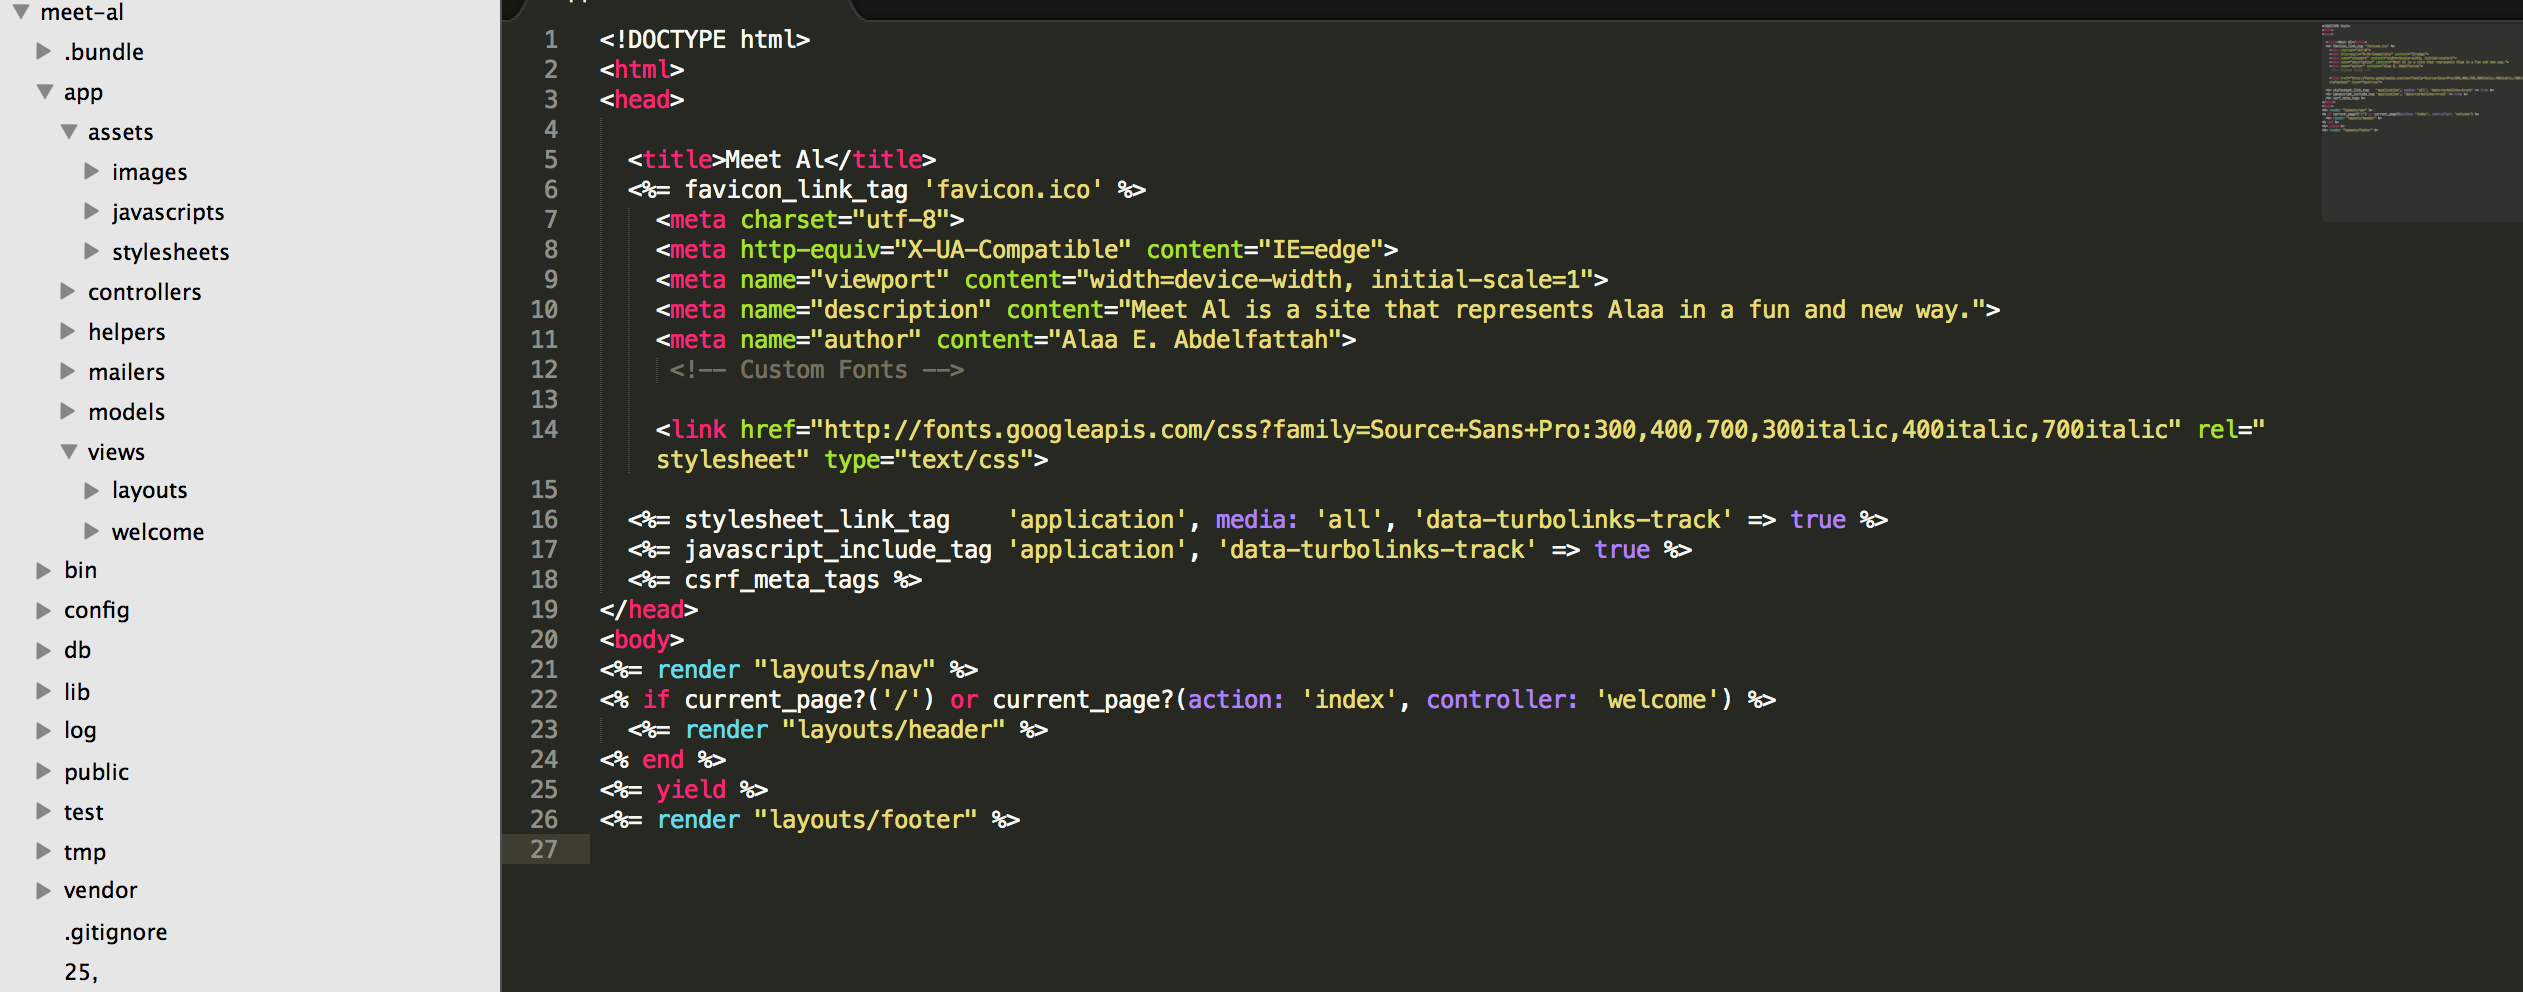 meet-al
.bundle
app
assets
images
javascripts
stylesheets
controllers
helpers
mailers
models
views
layouts
welcome
bin
config
db
lib
log
public
test
tmp
vendor
.gitignore
25,
1 <!DOCTYPE html>
2 <html>
3 <head>
4
5 <title>Meet Al</title>
6 <%= favicon_link_tag 'favicon.ico' %>
7 <meta charset="utf-8">
8 <meta http-equiv="X-UA-Compatible" content="IE=edge">
9 <meta name="viewport" content="width=device-width, initial-scale=1">
10 <meta name="description" content="Meet Al is a site that represents Alaa in a fun and new way.">
11 <meta name="author" content="Alaa E. Abdelfattah">
12 <!-- Custom Fonts -->
13
14 <link href="http://fonts.googleapis.com/css?family=Source+Sans+Pro:300,400,700,300italic,400italic,700italic" rel="
stylesheet" type="text/css">
15
16 <%= stylesheet_link_tag    'application', media: 'all', 'data-turbolinks-track' => true %>
17 <%= javascript_include_tag 'application', 'data-turbolinks-track' => true %>
18 <%= csrf_meta_tags %>
19 </head>
20 <body>
21 <%= render "layouts/nav" %>
22 <% if current_page?('/') or current_page?(action: 'index', controller: 'welcome') %>
23 <%= render "layouts/header" %>
24 <% end %>
25 <%= yield %>
26 <%= render "layouts/footer" %>
27